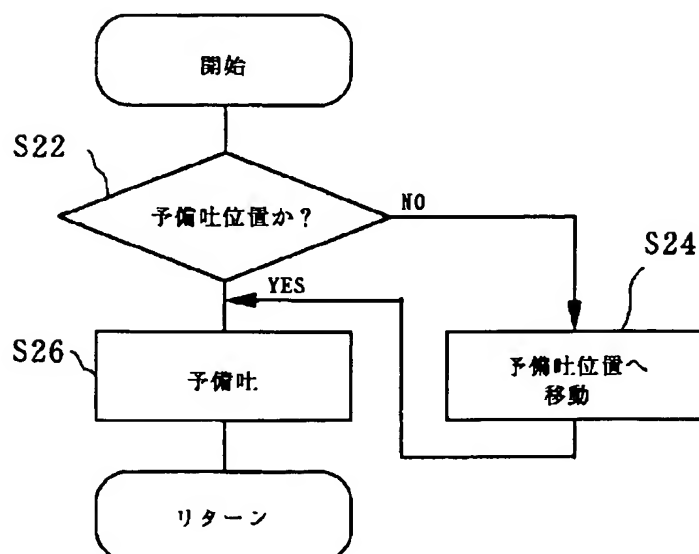 開始
S22
予備吐位置か？
NO
S24
YES
S26
予備吐
予備吐位置へ
移動
リターン